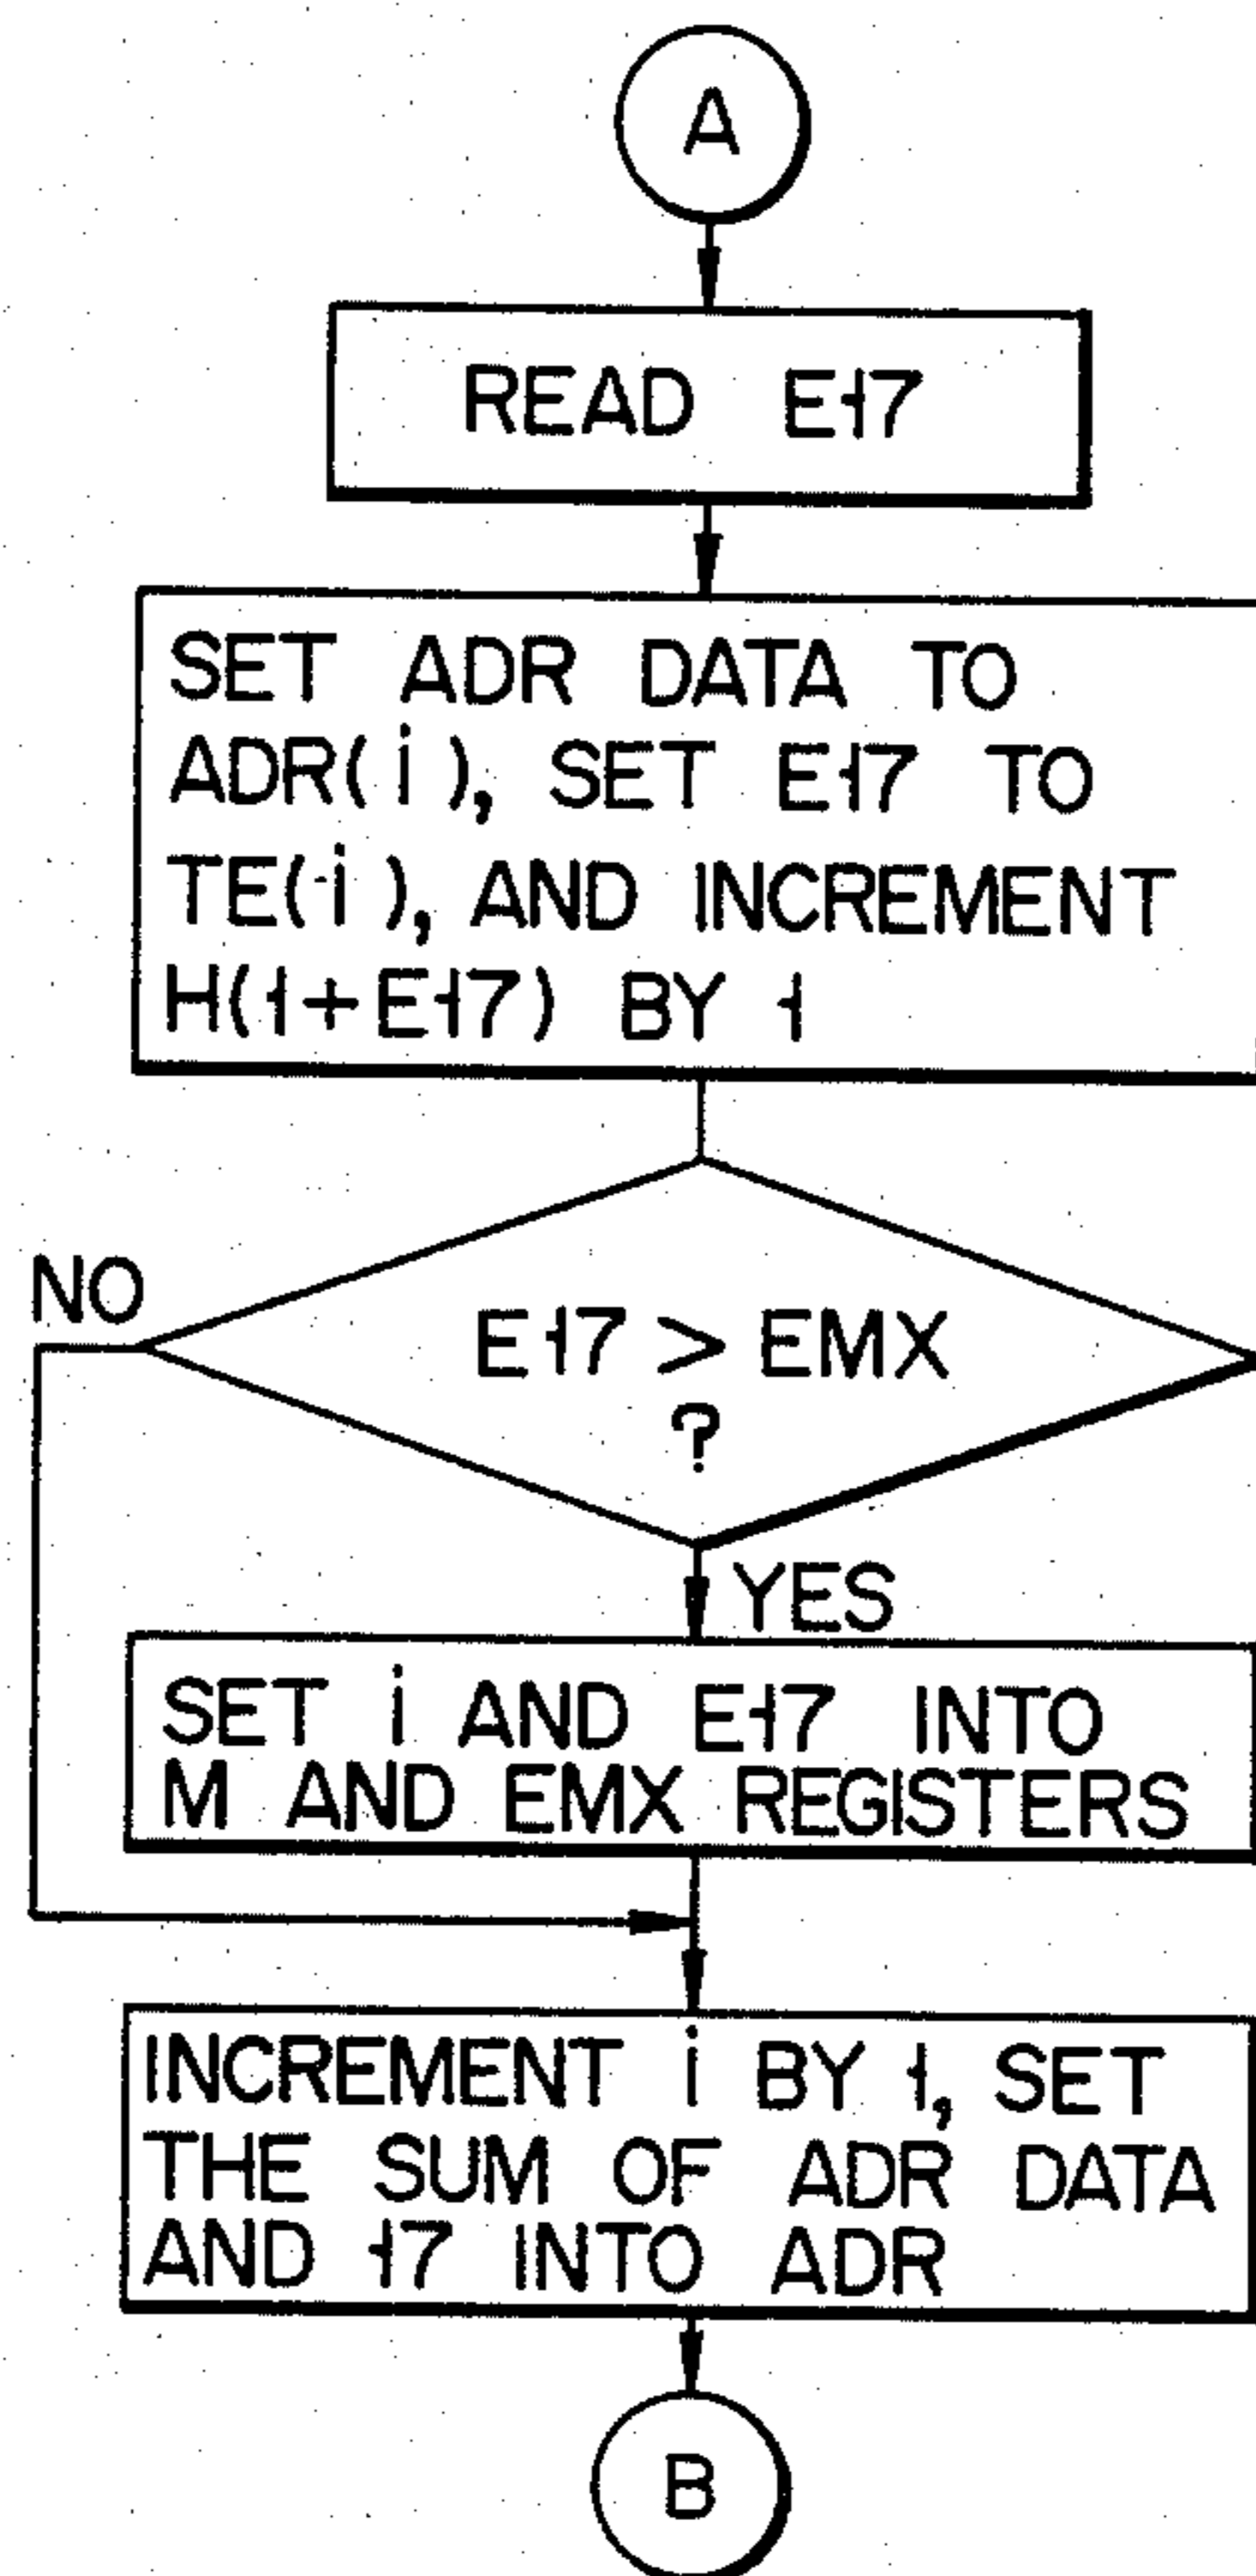 A
READ E17
SET ADR DATA TO
ADR(i), SET E17 TO
TE(i), AND INCREMENT
H(1+E17) BY 1
NO
E17 > EMX
?
YES
SET i AND E17 INTO
M AND EMX REGISTERS
INCREMENT i BY 1, SET
THE SUM OF ADR DATA
AND 17 INTO ADR
B